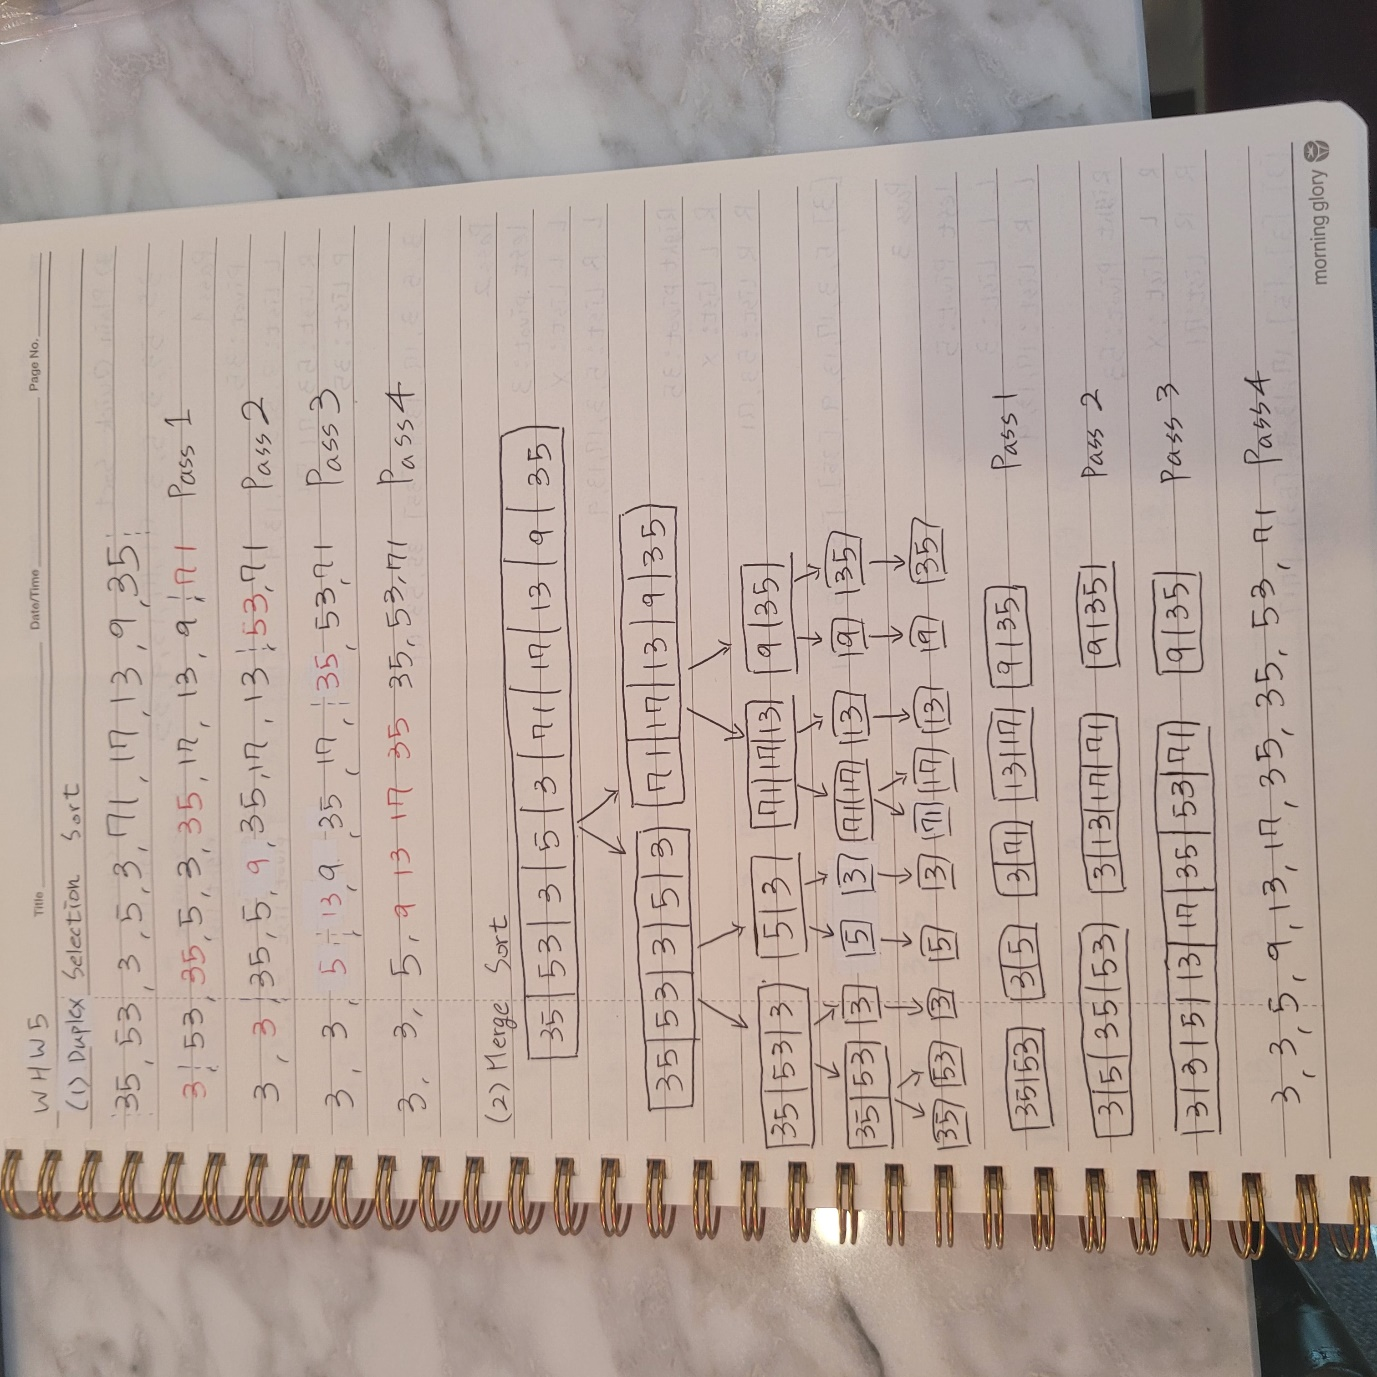 Title Date/Time Page No.
WHW5
(1) Duplex Selection Sort
35, 53, 3, 5, 3, 71, 17, 13, 9, 35
3, 53, 35, 5, 3, 35, 17, 13, 9, 71 Pass 1
3, 3, 35, 5, 9, 35, 17, 13, 53, 71 Pass 2
3, 3, 5, 13, 9, 35, 17, 35, 53, 71 Pass 3
3, 3, 5, 9 13 17 35 35, 53, 71 Pass 4
(2) Merge Sort
35 | 53 | 3 | 5 | 3 | 71 | 17 | 13 | 9 | 35
35 | 53 | 3 | 5 | 3 71 | 17 | 13 | 9 | 35
35 | 53 | 3 5 | 3 71 | 17 | 13 9 | 35
35 | 53 3 5 3 71 | 17 13 9 35
35 53 3 5 3 71 17 13 9 35
35 | 53 3 | 5 3 | 71 13 | 17 9 | 35 Pass 1
3 | 5 | 35 | 53 3 | 13 | 17 | 71 9 | 35 Pass 2
3 | 3 | 5 | 13 | 17 | 35 | 53 | 71 9 | 35 Pass 3
3, 3, 5, 9, 13, 17, 35, 35, 53, 71 Pass 4
morning glory